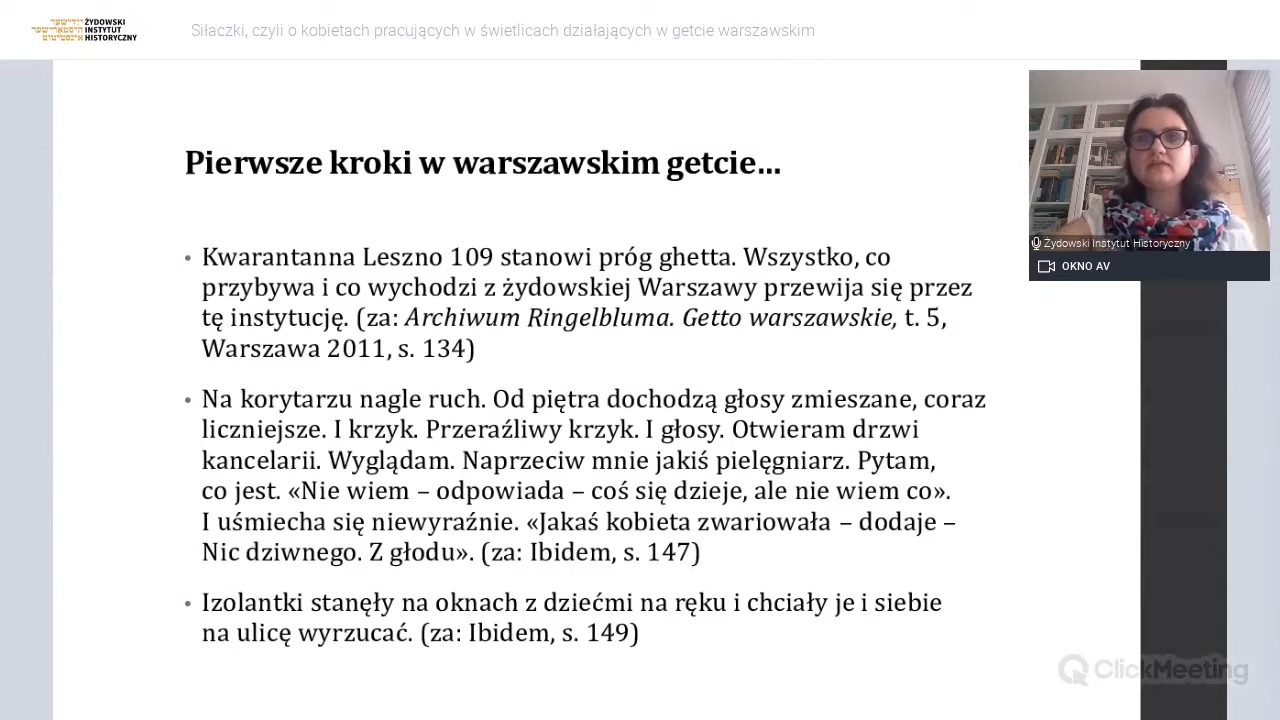 ייִדישער
היסטאָרישער
אינסטיטוט
ŻYDOWSKI
INSTYTUT
HISTORYCZNY
Siłaczki, czyli o kobietach pracujących w świetlicach działających w getcie warszawskim
Pierwsze kroki w warszawskim getcie…
• Kwarantanna Leszno 109 stanowi próg ghetta. Wszystko, co
przybywa i co wychodzi z żydowskiej Warszawy przewija się przez
tę instytucję. (za: Archiwum Ringelbluma. Getto warszawskie, t. 5,
Warszawa 2011, s. 134)
• Na korytarzu nagle ruch. Od piętra dochodzą głosy zmieszane, coraz
liczniejsze. I krzyk. Przeraźliwy krzyk. I głosy. Otwieram drzwi
kancelarii. Wyglądam. Naprzeciw mnie jakiś pielęgniarz. Pytam,
co jest. «Nie wiem – odpowiada – coś się dzieje, ale nie wiem co».
I uśmiecha się niewyraźnie. «Jakaś kobieta zwariowała – dodaje –
Nic dziwnego. Z głodu». (za: Ibidem, s. 147)
• Izolantki stanęły na oknach z dziećmi na ręku i chciały je i siebie
na ulicę wyrzucać. (za: Ibidem, s. 149)
Żydowski Instytut Historyczny
OKNO AV
ClickMeeting